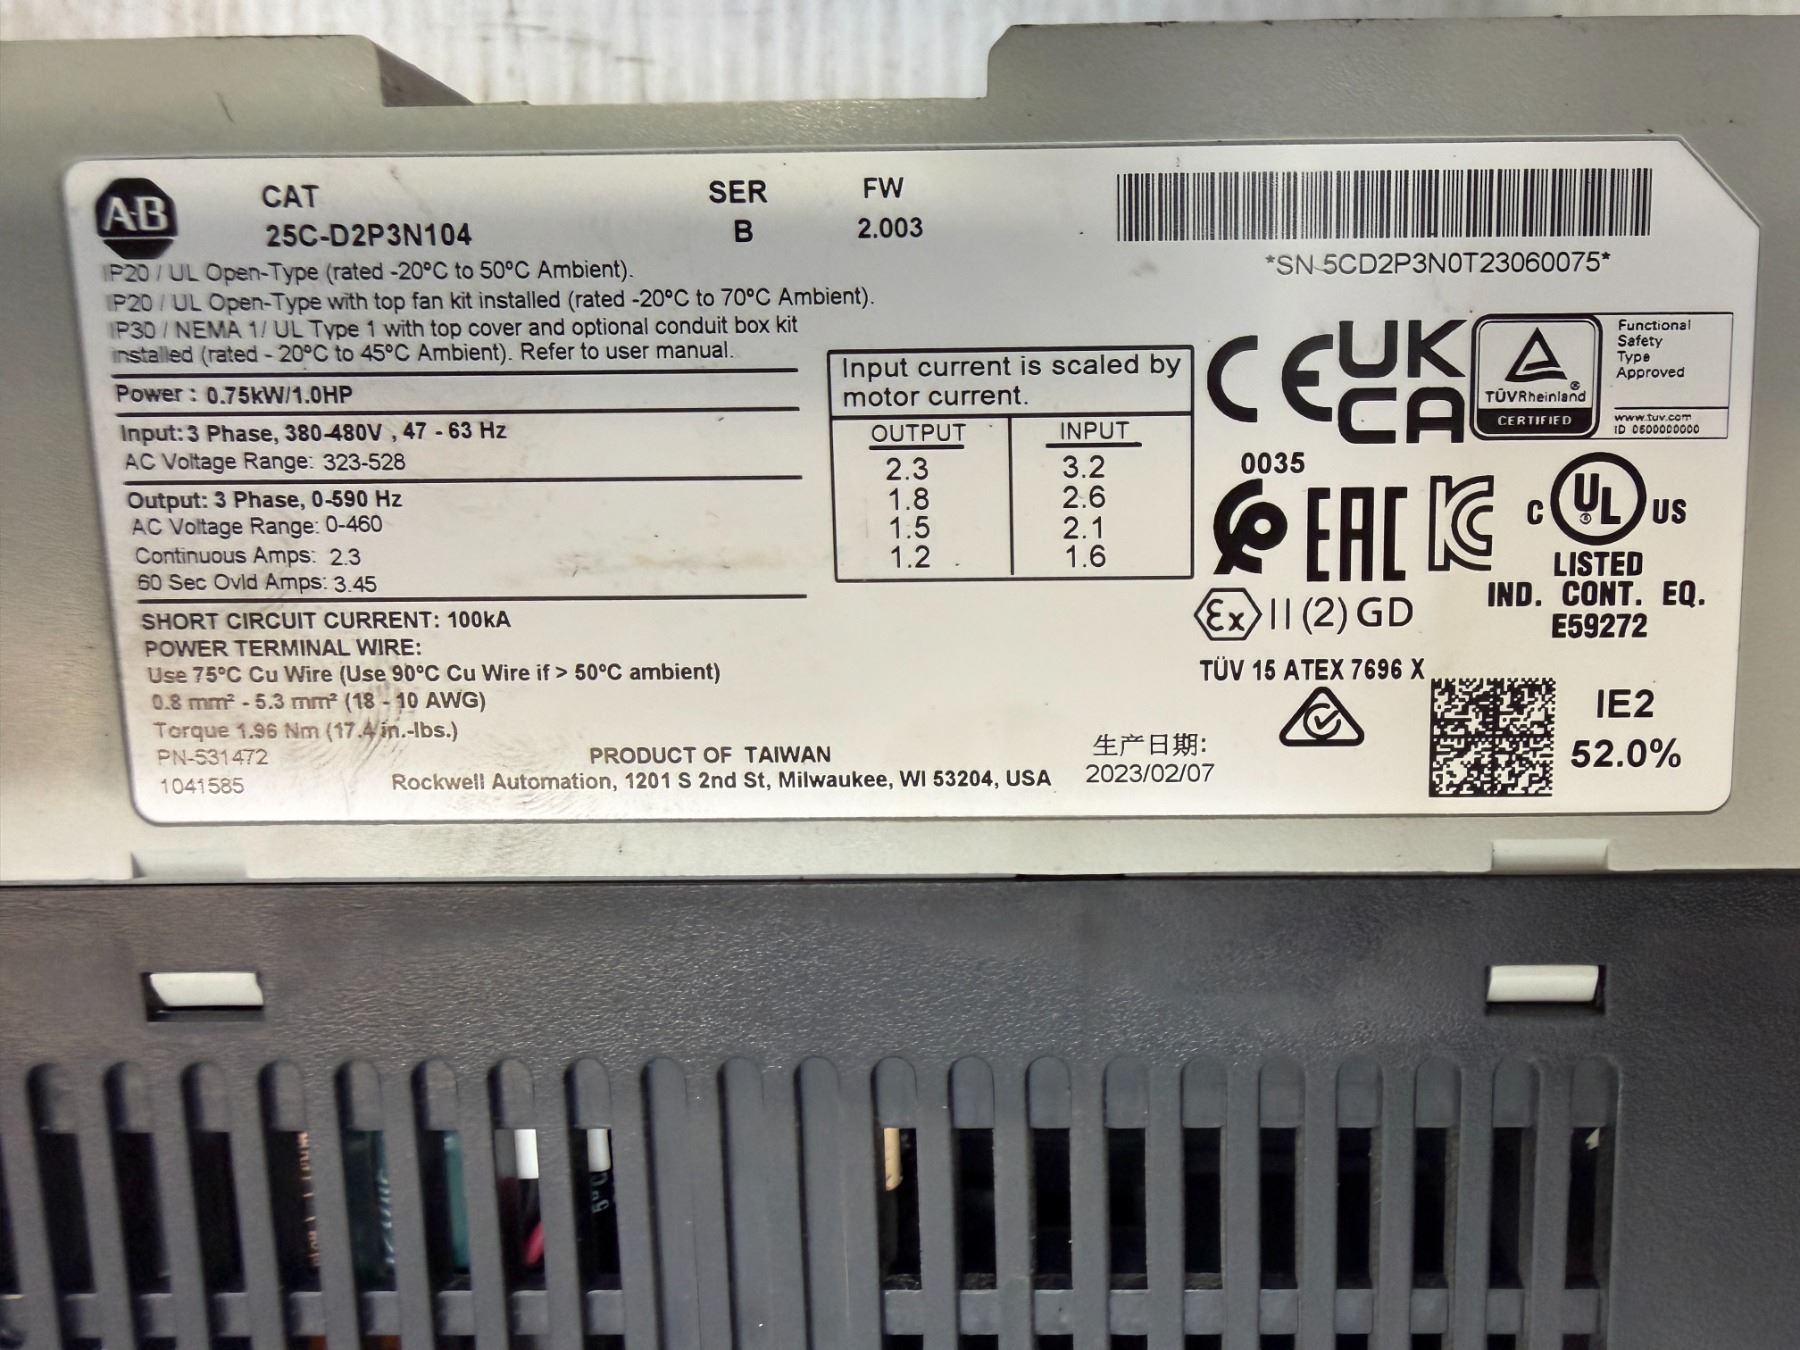 A-B
CAT SER FW
25C-D2P3N104 B 2.003
*SN-5CD2P3N0T23060075*
IP20 / UL Open-Type (rated -20°C to 50°C Ambient).
IP20 / UL Open-Type with top fan kit installed (rated -20°C to 70°C Ambient).
IP30 / NEMA 1/ UL Type 1 with top cover and optional conduit box kit
installed (rated - 20°C to 45°C Ambient). Refer to user manual.
Power : 0.75kW/1.0HP
Input: 3 Phase, 380-480V , 47 - 63 Hz
AC Voltage Range: 323-528
Output: 3 Phase, 0-590 Hz
AC Voltage Range: 0-460
Continuous Amps: 2.3
60 Sec Ovld Amps: 3.45
SHORT CIRCUIT CURRENT: 100kA
POWER TERMINAL WIRE:
Use 75°C Cu Wire (Use 90°C Cu Wire if > 50°C ambient)
0.8 mm² - 5.3 mm² (18 - 10 AWG)
Torque 1.96 Nm (17.4 in.-lbs.)
PN-531472
1041585
PRODUCT OF TAIWAN
Rockwell Automation, 1201 S 2nd St, Milwaukee, WI 53204, USA
Input current is scaled by
motor current.
OUTPUT INPUT
2.3 3.2
1.8 2.6
1.5 2.1
1.2 1.6
CE
UK
CA
TÜVRheinland®
CERTIFIED
Functional
Safety
Type
Approved
www.tuv.com
ID 0600000000
0035
EAC
KC
C UL® US
LISTED
IND. CONT. EQ.
E59272
Ex II (2) GD
TÜV 15 ATEX 7696 X
生产日期:
2023/02/07
IE2
52.0%